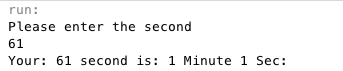 run:
Please enter the second
61
Your: 61 second is: 1 Minute 1 Sec: